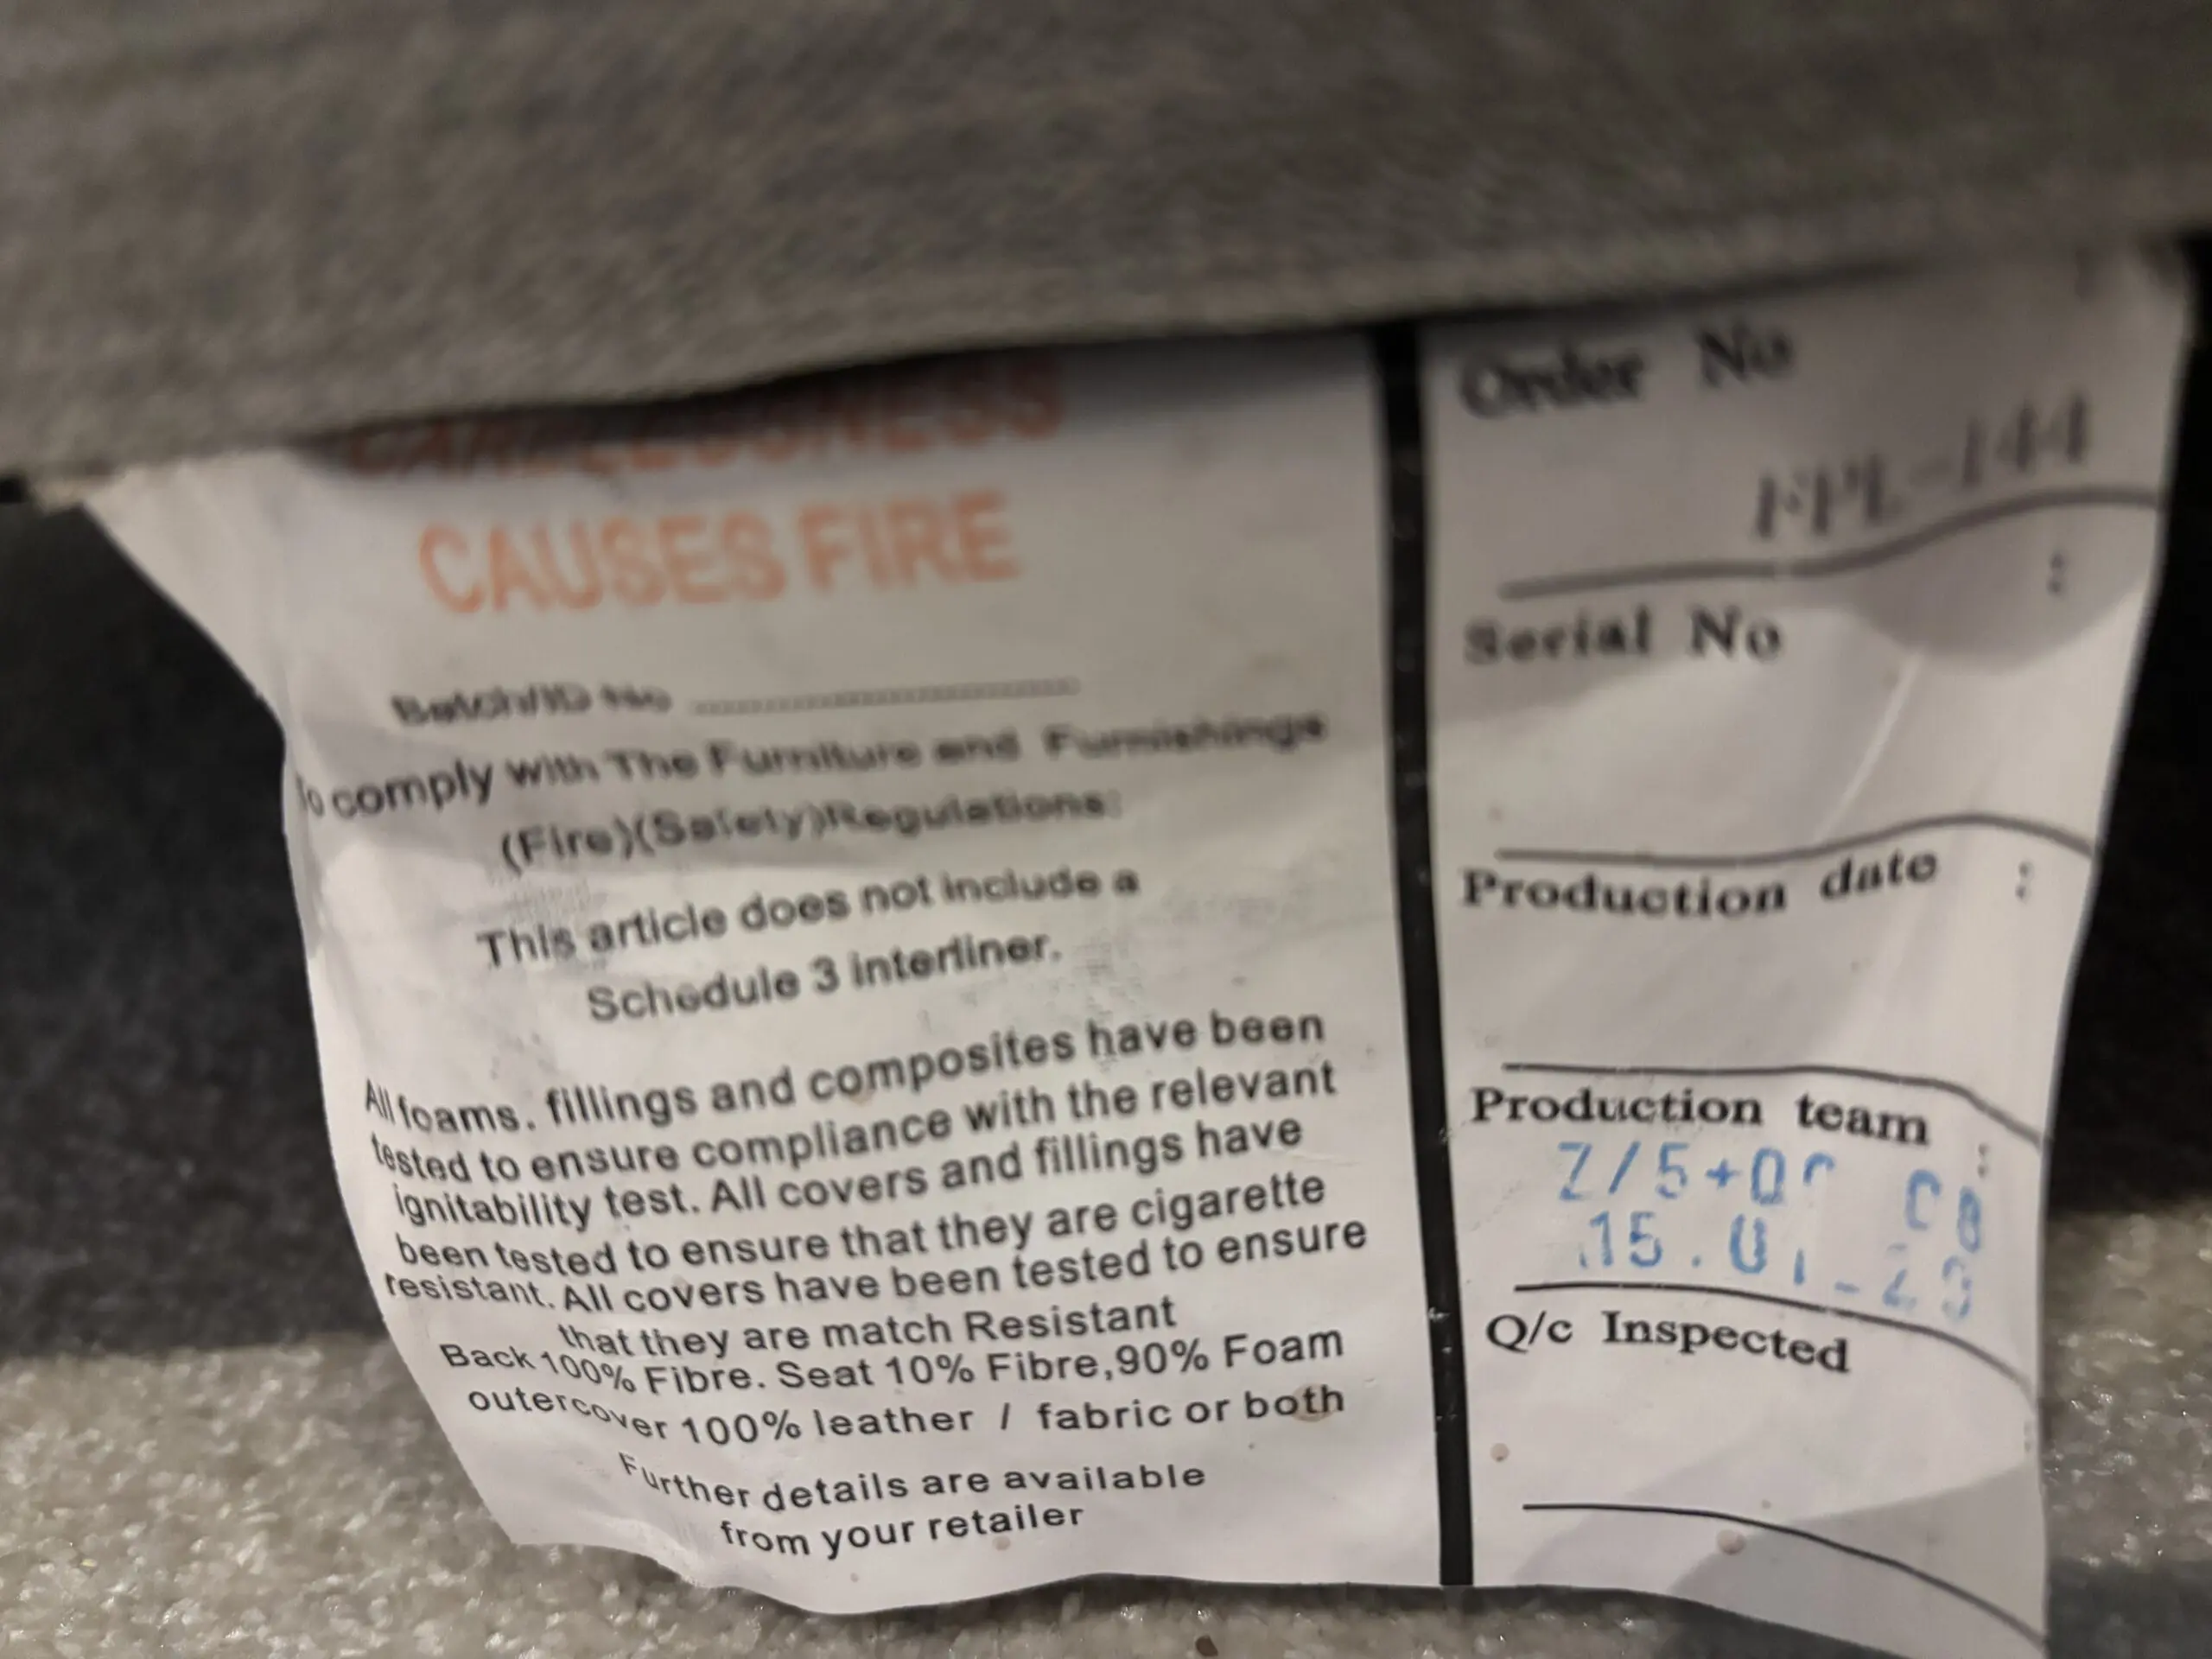 CARELESSNESS
CAUSES FIRE
Batch/ID No
To comply with The Furniture and Furnishings
(Fire)(Safety)Regulations:
This article does not include a
Schedule 3 interliner.
All foams. fillings and composites have been
tested to ensure compliance with the relevant
ignitability test. All covers and fillings have
been tested to ensure that they are cigarette
resistant. All covers have been tested to ensure
that they are match Resistant
Back 100% Fibre. Seat 10% Fibre,90% Foam
outercover 100% leather / fabric or both
Further details are available
from your retailer
Order No
FPL-144
Serial No :
Production date :
Production team :
Q/c Inspected